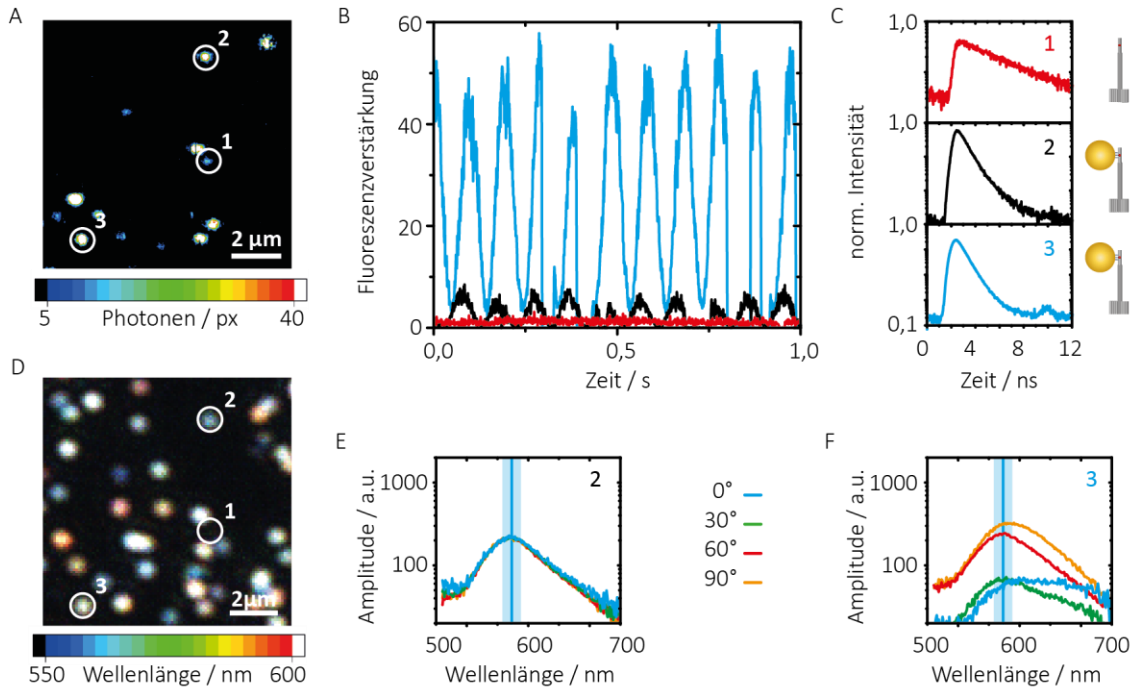 A
2
1
3
2 µm
5 Photonen / px 40
B
Fluoreszenzverstärkung
60
40
20
0
0,0 0,5 1,0
Zeit / s
C
norm. Intensität
1,0
1
1,0
2
1,0
3
0,1
0 4 8 12
Zeit / ns
D
2
1
3
2µm
550 Wellenlänge / nm 600
E
Amplitude / a.u.
1000
100
2
500 600 700
Wellenlänge / nm
0°
30°
60°
90°
F
Amplitude / a.u.
1000
100
3
500 600 700
Wellenlänge / nm